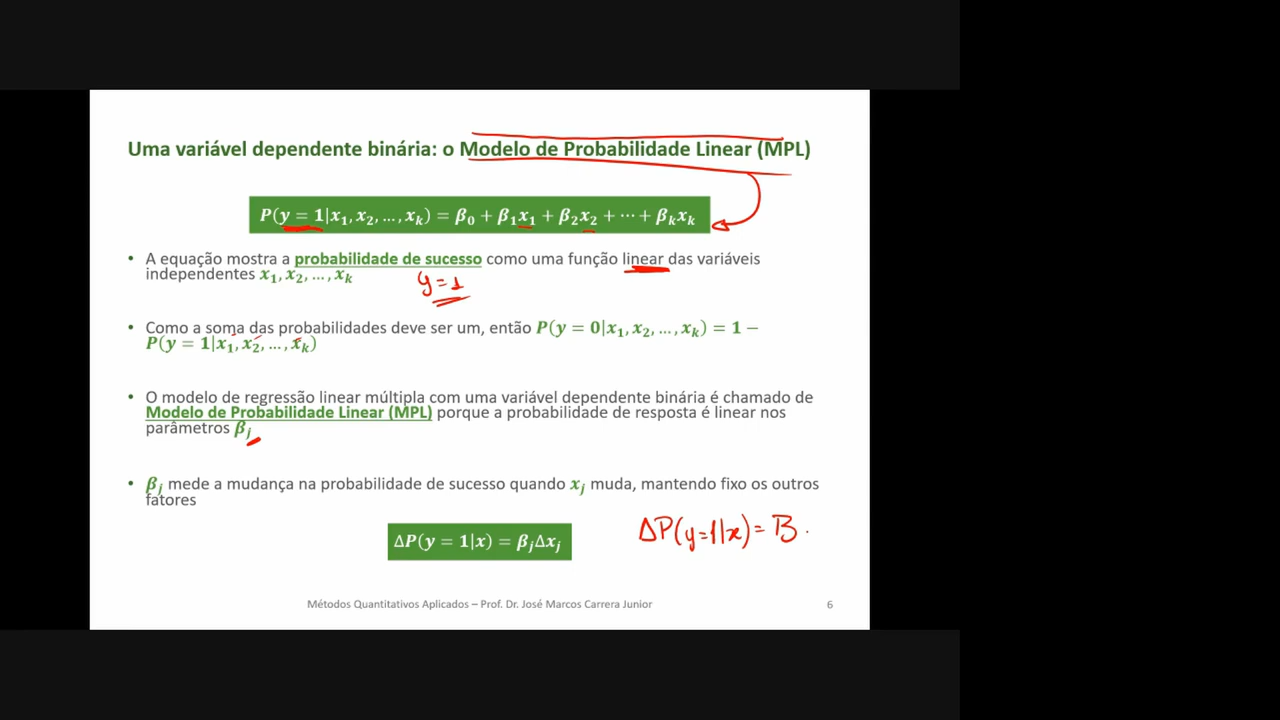 Uma variável dependente binária: o Modelo de Probabilidade Linear (MPL)
P(y = 1|x₁, x₂, ..., xₖ) = β₀ + β₁x₁ + β₂x₂ + ⋯ + βₖxₖ
• A equação mostra a probabilidade de sucesso como uma função linear das variáveis
independentes x₁, x₂, ..., xₖ
y = 1
• Como a soma das probabilidades deve ser um, então P(y = 0|x₁, x₂, ..., xₖ) = 1 −
P(y = 1|x₁, x₂, ..., xₖ)
• O modelo de regressão linear múltipla com uma variável dependente binária é chamado de
Modelo de Probabilidade Linear (MPL) porque a probabilidade de resposta é linear nos
parâmetros βⱼ
• βⱼ mede a mudança na probabilidade de sucesso quando xⱼ muda, mantendo fixo os outros
fatores
ΔP(y = 1|x) = βⱼΔxⱼ
ΔP(y=1|x) = B
Métodos Quantitativos Aplicados – Prof. Dr. José Marcos Carrera Junior
6